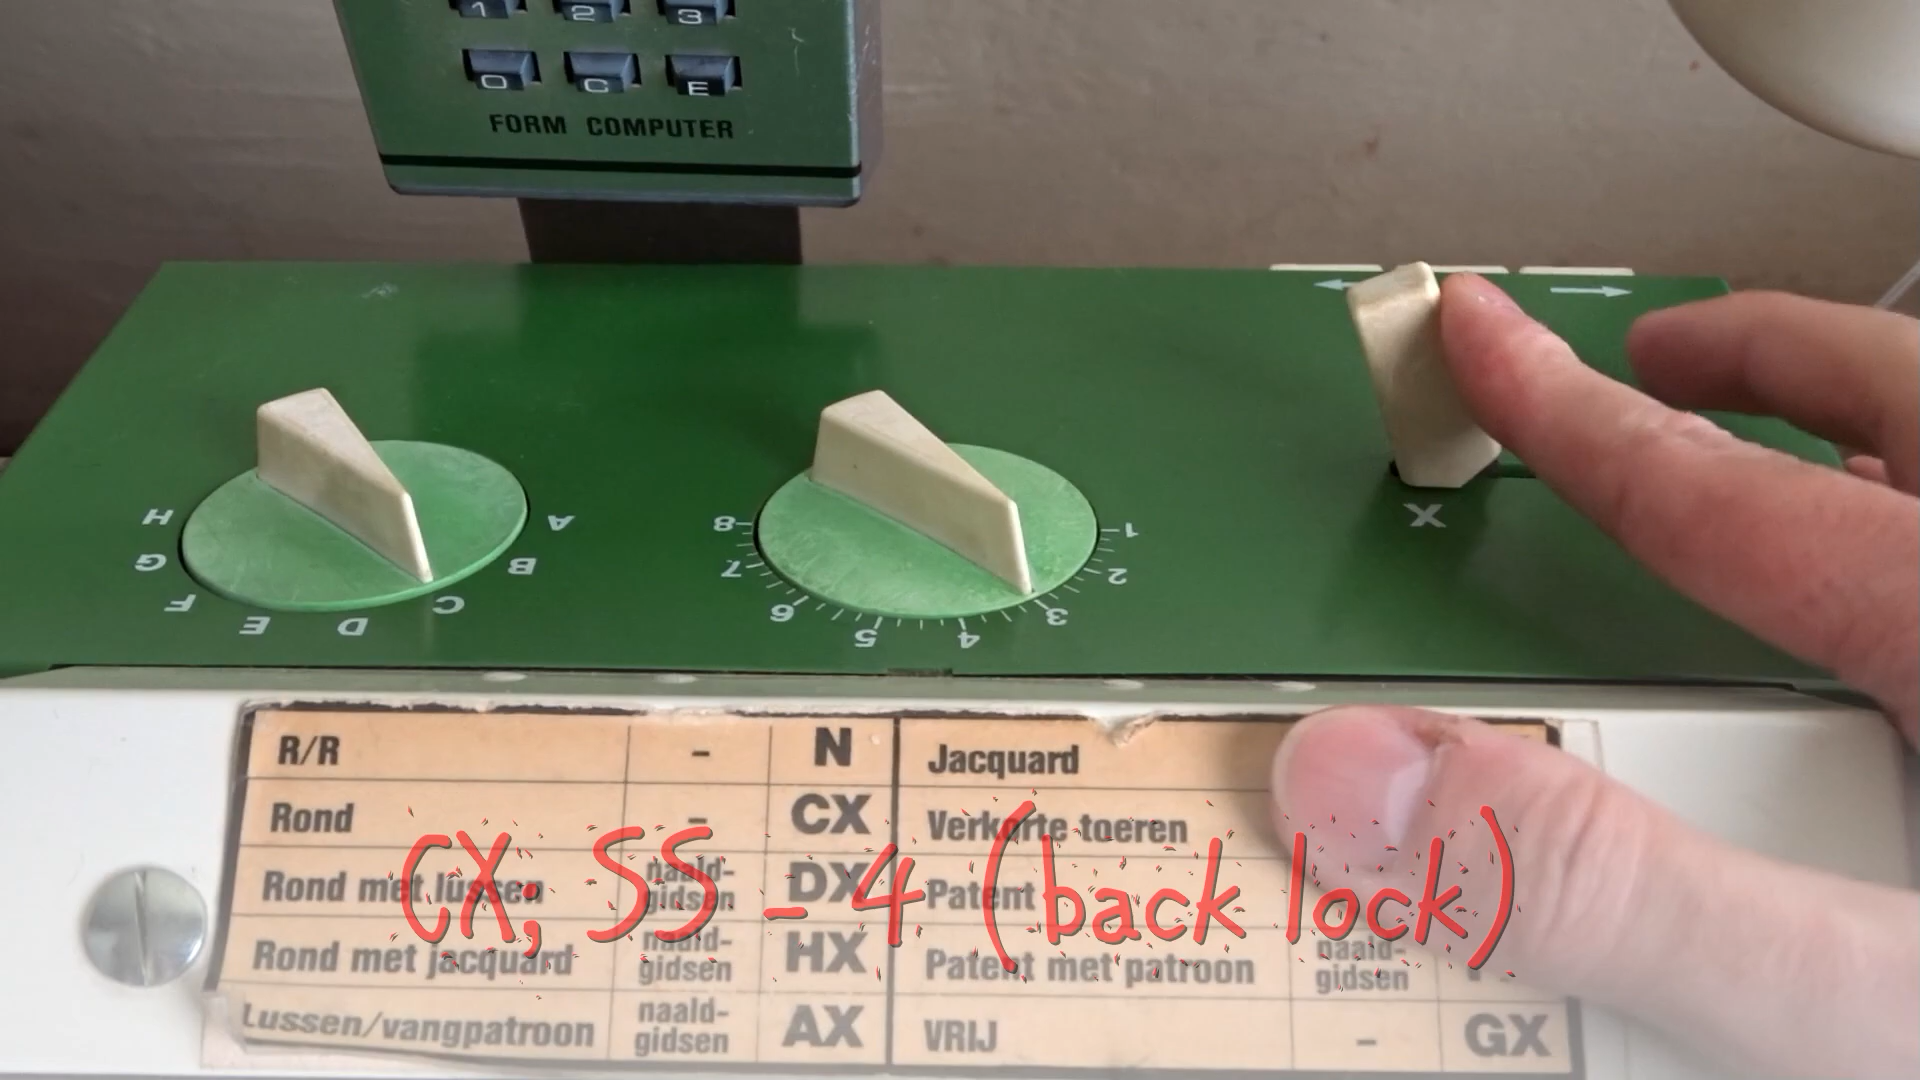 1 2 3
0 C E
FORM COMPUTER
H G F E D C B A
8 7 6 5 4 3 2 1
X
R/R - N Jacquard
Rond - CX Verkorte toeren
Rond met lussen naald-gidsen DX Patent
Rond met jacquard naald-gidsen HX Patent met patroon naald-gidsen
Lussen/vangpatroon naald-gidsen AX VRIJ - GX
CX; SS - 4 (back lock)